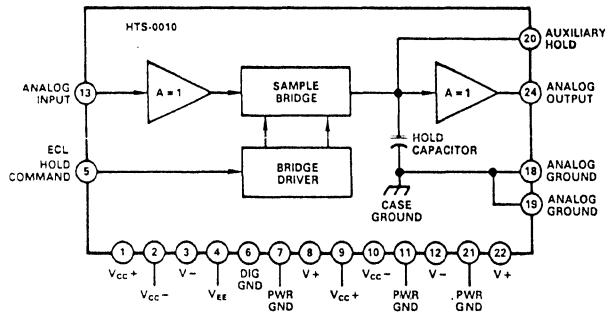 HTS-0010
20
AUXILIARY
HOLD
ANALOG
INPUT
13
A = 1
SAMPLE
BRIDGE
A = 1
24
ANALOG
OUTPUT
HOLD
CAPACITOR
ECL
HOLD
COMMAND
5
BRIDGE
DRIVER
CASE
GROUND
18
ANALOG
GROUND
19
ANALOG
GROUND
1
2
3
4
6
7
8
9
10
11
12
21
22
VCC +
VCC –
V –
VEE
DIG
GND
PWR
GND
V +
VCC +
VCC –
PWR
GND
V –
PWR
GND
V +